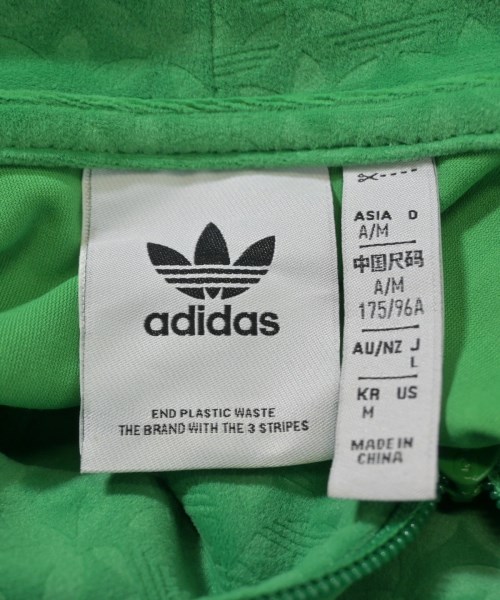 adidas
END PLASTIC WASTE
THE BRAND WITH THE 3 STRIPES
ASIA D
A/M
中国尺码
A/M
175/96A
AU/NZ J
L
KR US
M
MADE IN
CHINA